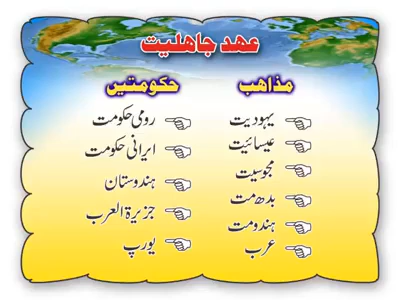 عہد جاہلیت
مذاہب
یہودیت
عیسائیت
مجوسیت
بدھ مت
ہندومت
عرب
حکومتیں
رومی حکومت
ایرانی حکومت
ہندوستان
جزیرۃ العرب
یورپ